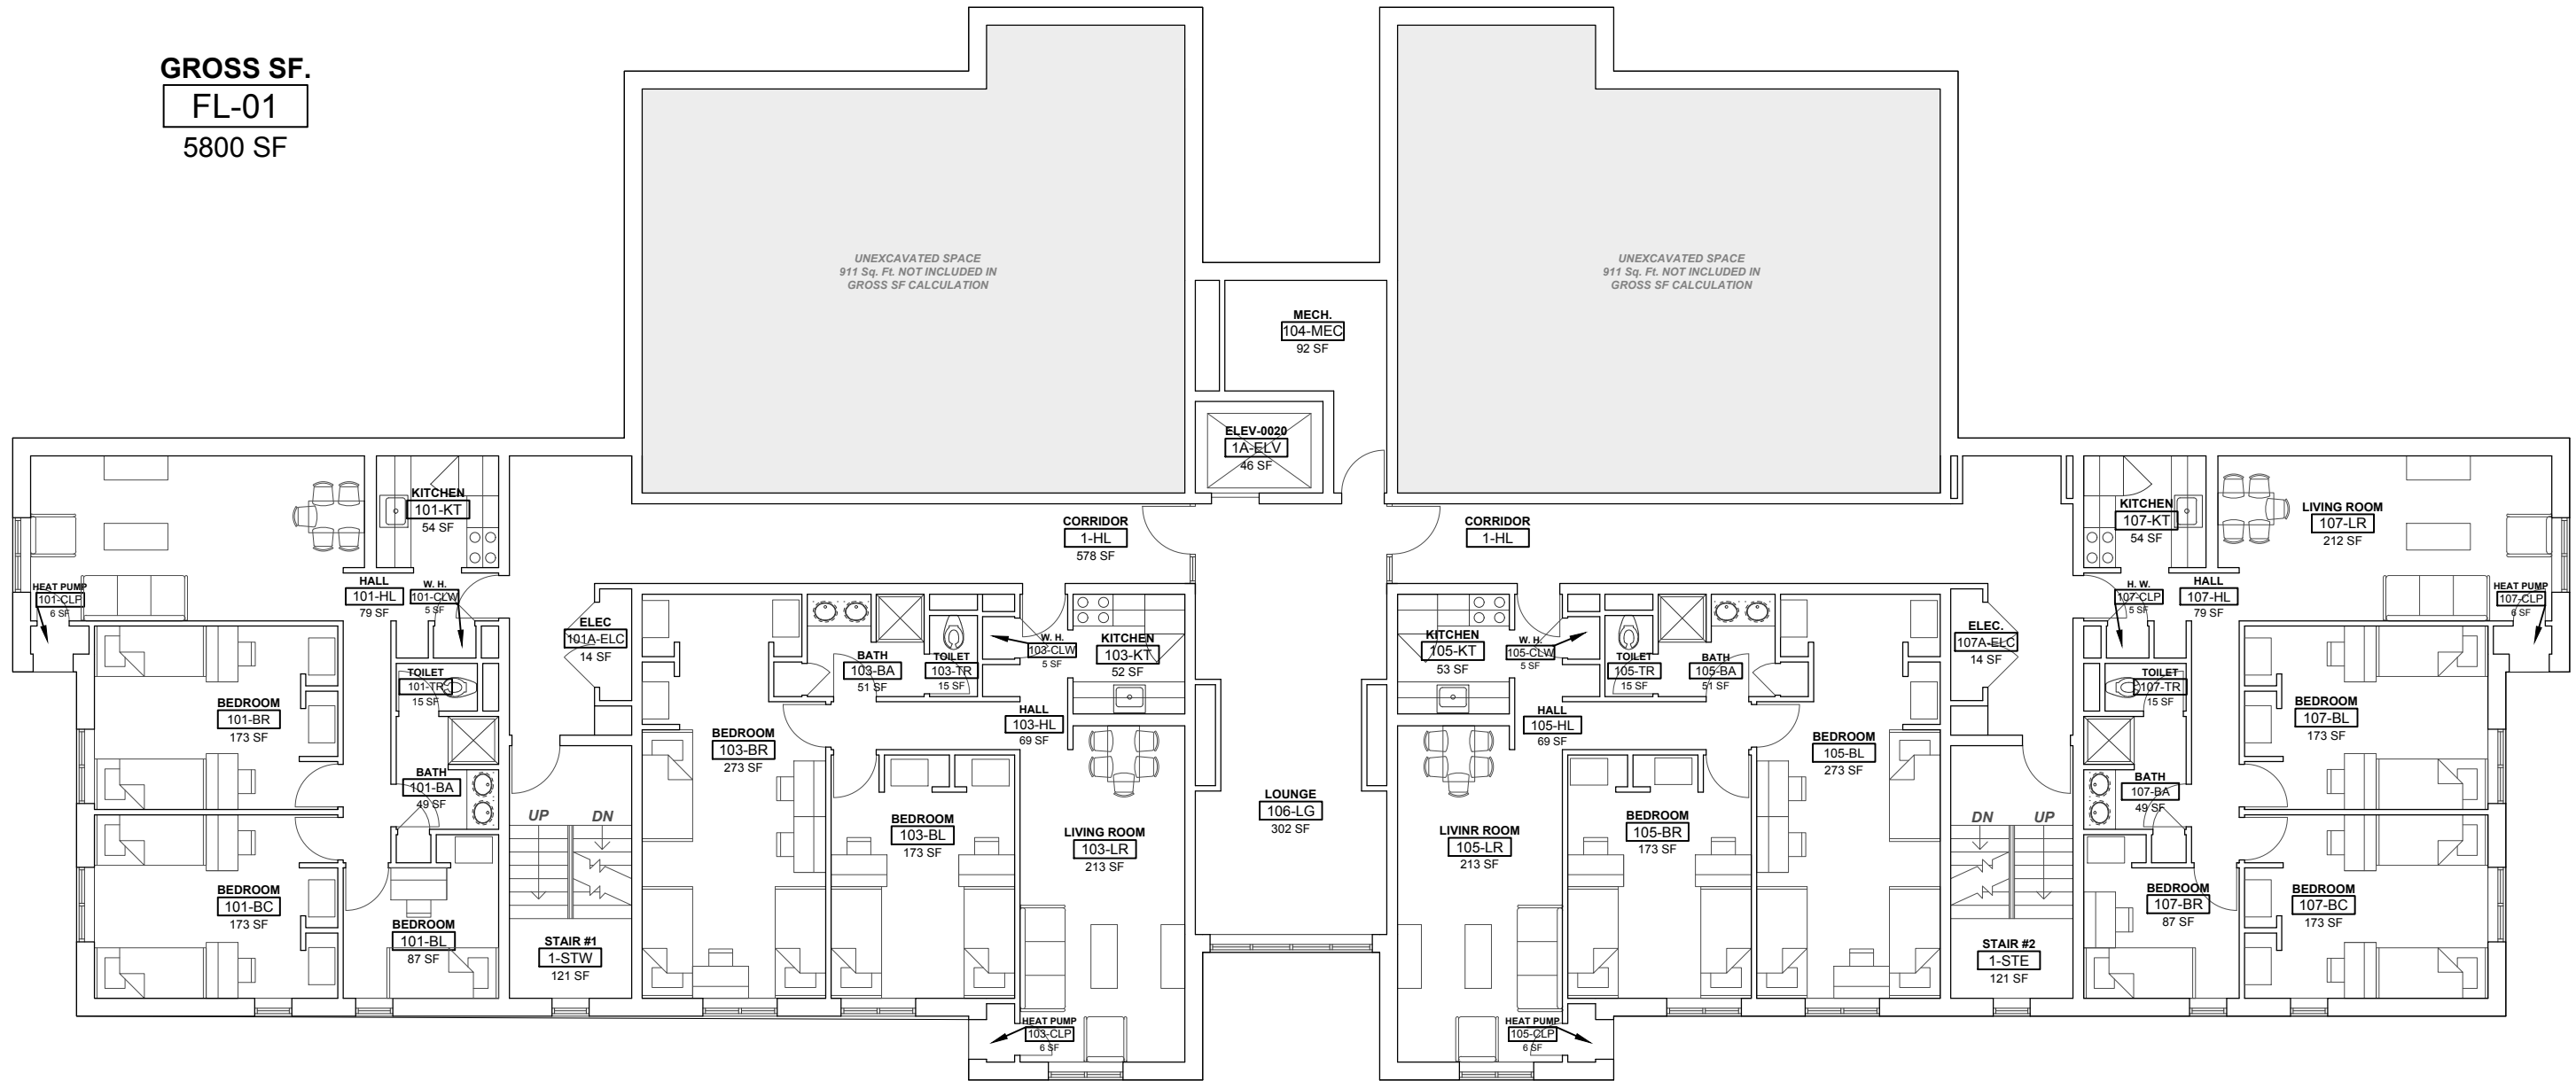 GROSS SF.
FL-01
5800 SF
UNEXCAVATED SPACE
911 Sq. Ft. NOT INCLUDED IN
GROSS SF CALCULATION
UNEXCAVATED SPACE
911 Sq. Ft. NOT INCLUDED IN
GROSS SF CALCULATION
MECH.
104-MEC
92 SF
ELEV-0020
1A-ELV
46 SF
CORRIDOR
1-HL
578 SF
CORRIDOR
1-HL
KITCHEN
101-KT
54 SF
HEAT PUMP
101-CLP
6 SF
HALL
101-HL
79 SF
W. H.
101-CLW
5 SF
ELEC
101A-ELC
14 SF
TOILET
101-TR
15 SF
BEDROOM
101-BR
173 SF
BATH
101-BA
49 SF
BEDROOM
101-BC
173 SF
BEDROOM
101-BL
87 SF
UP
DN
STAIR #1
1-STW
121 SF
BEDROOM
103-BR
273 SF
BATH
103-BA
51 SF
TOILET
103-TR
15 SF
W. H.
103-CLW
5 SF
KITCHEN
103-KT
52 SF
HALL
103-HL
69 SF
BEDROOM
103-BL
173 SF
LIVING ROOM
103-LR
213 SF
HEAT PUMP
103-CLP
6 SF
LOUNGE
106-LG
302 SF
KITCHEN
105-KT
53 SF
W. H.
105-CLW
5 SF
TOILET
105-TR
15 SF
BATH
105-BA
51 SF
HALL
105-HL
69 SF
LIVINR ROOM
105-LR
213 SF
BEDROOM
105-BR
173 SF
BEDROOM
105-BL
273 SF
HEAT PUMP
105-CLP
6 SF
ELEC.
107A-ELC
14 SF
DN
UP
STAIR #2
1-STE
121 SF
KITCHEN
107-KT
54 SF
LIVING ROOM
107-LR
212 SF
H. W.
107-CLP
5 SF
HALL
107-HL
79 SF
HEAT PUMP
107-CLP
6 SF
TOILET
107-TR
15 SF
BEDROOM
107-BL
173 SF
BATH
107-BA
49 SF
BEDROOM
107-BR
87 SF
BEDROOM
107-BC
173 SF